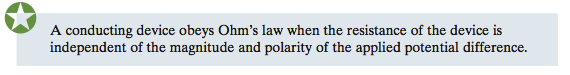 A conducting device obeys Ohm’s law when the resistance of the device is
independent of the magnitude and polarity of the applied potential difference.